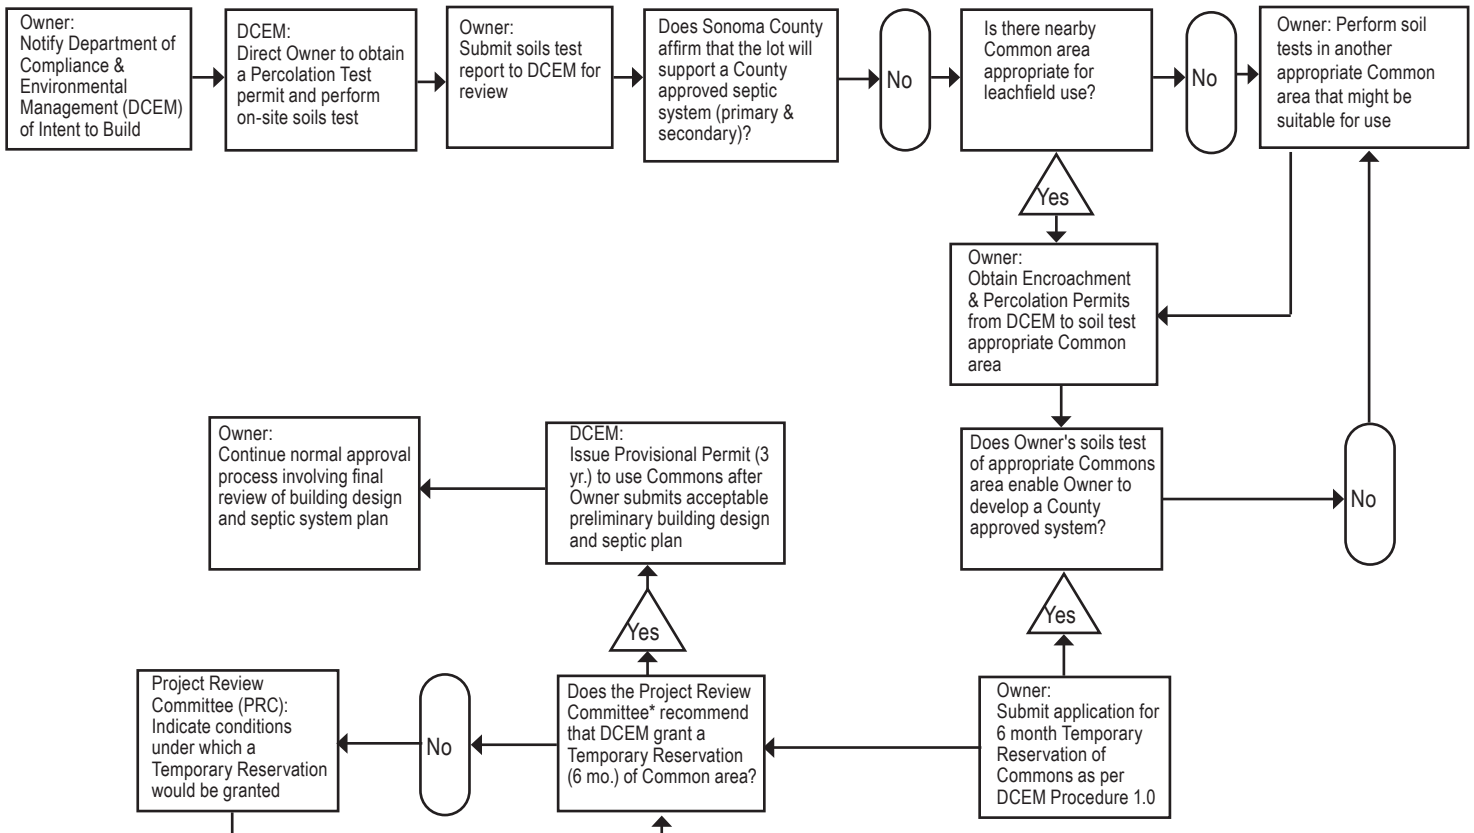 Owner:
Notify Department of
Compliance &
Environmental
Management (DCEM)
of Intent to Build
DCEM:
Direct Owner to obtain
a Percolation Test
permit and perform
on-site soils test
Owner:
Submit soils test
report to DCEM for
review
Does Sonoma County
affirm that the lot will
support a County
approved septic
system (primary &
secondary)?
No
Is there nearby
Common area
appropriate for
leachfield use?
No
Owner: Perform soil
tests in another
appropriate Common
area that might be
suitable for use
Yes
Owner:
Obtain Encroachment
& Percolation Permits
from DCEM to soil test
appropriate Common
area
Owner:
Continue normal approval
process involving final
review of building design
and septic system plan
DCEM:
Issue Provisional Permit (3
yr.) to use Commons after
Owner submits acceptable
preliminary building design
and septic plan
Does Owner's soils test
of appropriate Commons
area enable Owner to
develop a County
approved system?
No
Yes
Yes
Project Review
Committee (PRC):
Indicate conditions
under which a
Temporary Reservation
would be granted
No
Does the Project Review
Committee* recommend
that DCEM grant a
Temporary Reservation
(6 mo.) of Common area?
Owner:
Submit application for
6 month Temporary
Reservation of
Commons as per
DCEM Procedure 1.0